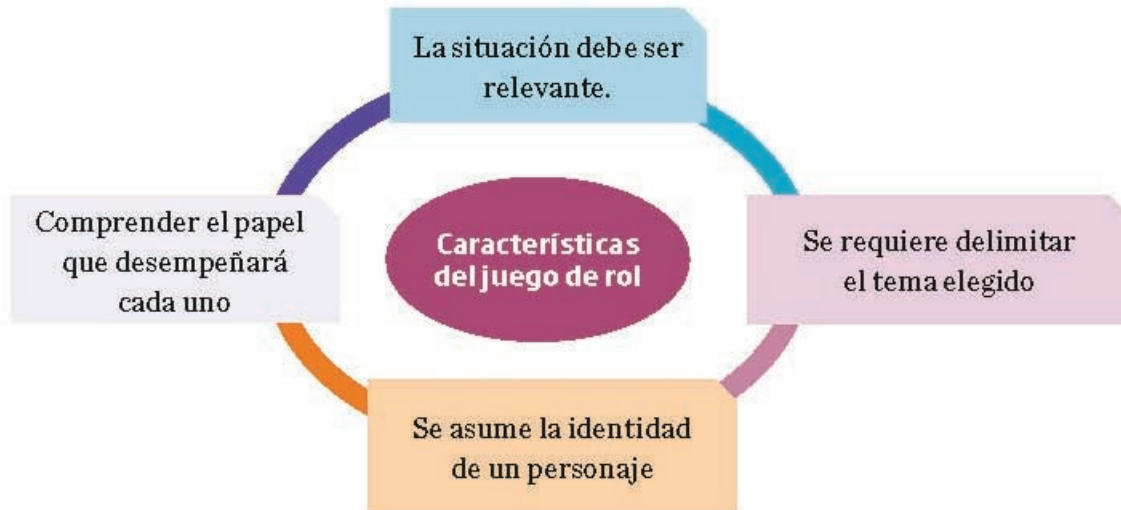 La situación debe ser
relevante.
Comprender el papel
que desempeñará
cada uno
Características
del juego de rol
Se requiere delimitar
el tema elegido
Se asume la identidad
de un personaje